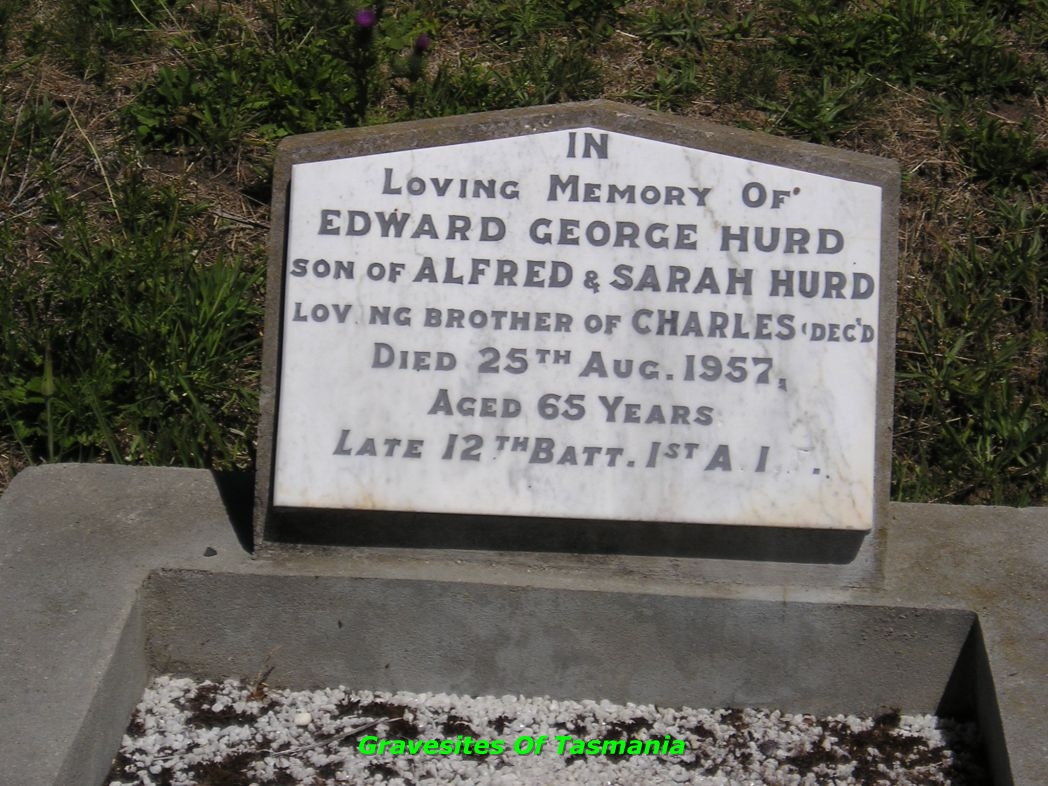 IN
LOVING MEMORY OF
EDWARD GEORGE HURD
SON OF ALFRED & SARAH HURD
LOV NG BROTHER OF CHARLES (DEC'D
DIED 25TH AUG. 1957,
AGED 65 YEARS
LATE 12TH BATT. 1ST A I .
Gravesites Of Tasmania